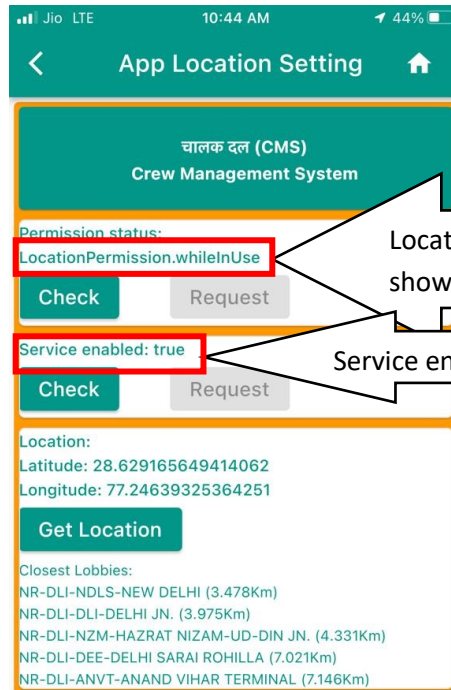 Jio LTE 10:44 AM 44%
App Location Setting
चालक दल (CMS)
Crew Management System
Permission status:
LocationPermission.whileInUse
Check Request
Service enabled: true
Check Request
Locat
show
Service en
Location:
Latitude: 28.629165649414062
Longitude: 77.24639325364251
Get Location
Closest Lobbies:
NR-DLI-NDLS-NEW DELHI (3.478Km)
NR-DLI-DLI-DELHI JN. (3.975Km)
NR-DLI-NZM-HAZRAT NIZAM-UD-DIN JN. (4.331Km)
NR-DLI-DEE-DELHI SARAI ROHILLA (7.021Km)
NR-DLI-ANVT-ANAND VIHAR TERMINAL (7.146Km)